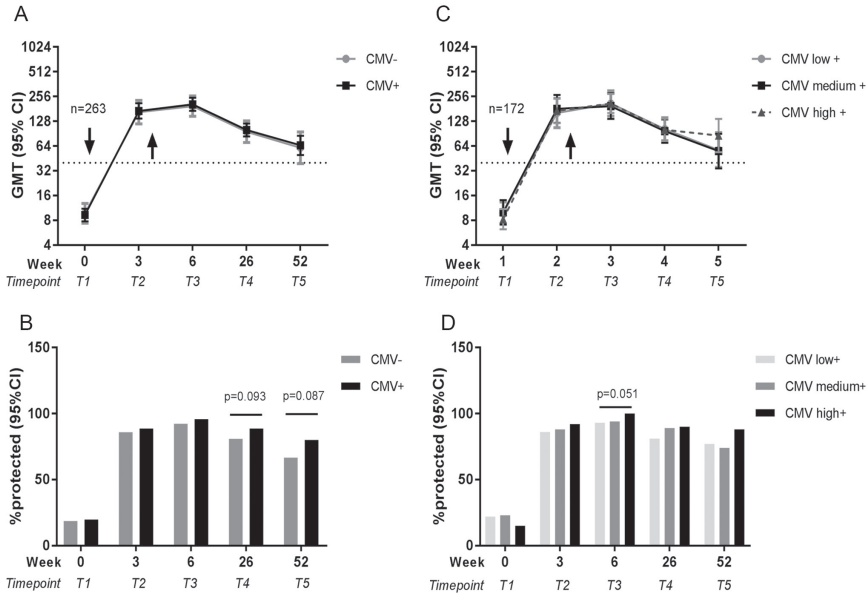 A
GMT (95% CI)
1024
512
256
128
64
32
16
8
4
n=263
CMV-
CMV+
Week 0 3 6 26 52
Timepoint T1 T2 T3 T4 T5
C
GMT (95% CI)
1024
512
256
128
64
32
16
8
4
n=172
CMV low +
CMV medium +
CMV high +
Week 1 2 3 4 5
Timepoint T1 T2 T3 T4 T5
B
%protected (95%CI)
150
100
50
0
p=0.093
p=0.087
CMV-
CMV+
Week 0 3 6 26 52
Timepoint T1 T2 T3 T4 T5
D
%protected (95%CI)
150
100
50
0
p=0.051
CMV low+
CMV medium+
CMV high+
Week 0 3 6 26 52
Timepoint T1 T2 T3 T4 T5